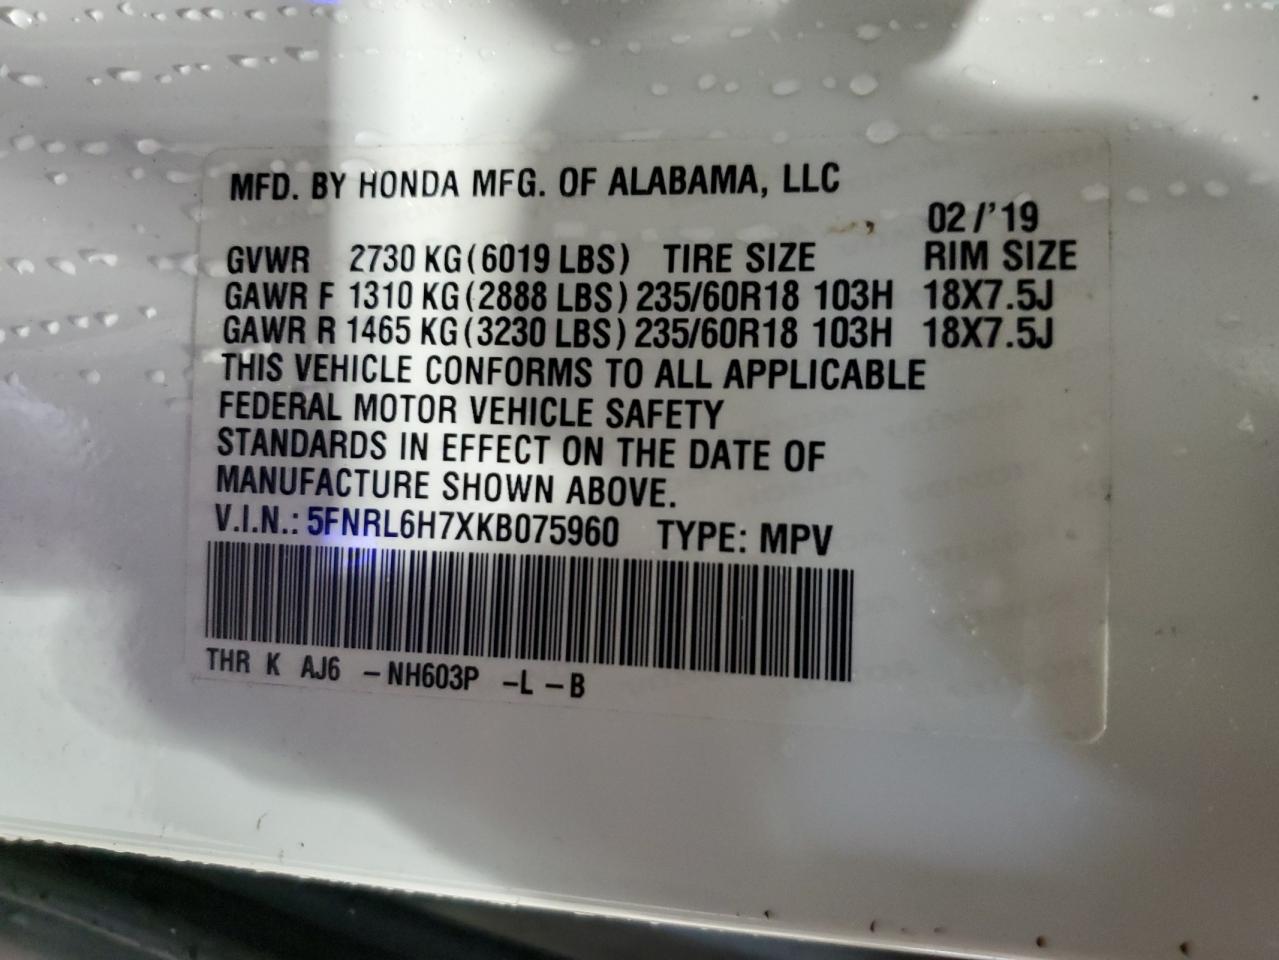 MFD. BY HONDA MFG. OF ALABAMA, LLC
02/'19
GVWR 2730 KG(6019 LBS) TIRE SIZE RIM SIZE
GAWR F 1310 KG(2888 LBS)235/60R18 103H 18X7.5J
GAWR R 1465 KG(3230 LBS)235/60R18 103H 18X7.5J
THIS VEHICLE CONFORMS TO ALL APPLICABLE
FEDERAL MOTOR VEHICLE SAFETY
STANDARDS IN EFFECT ON THE DATE OF
MANUFACTURE SHOWN ABOVE.
V.I.N.: 5FNRL6H7XKB075960 TYPE: MPV
THR K AJ6 -NH603P -L -B